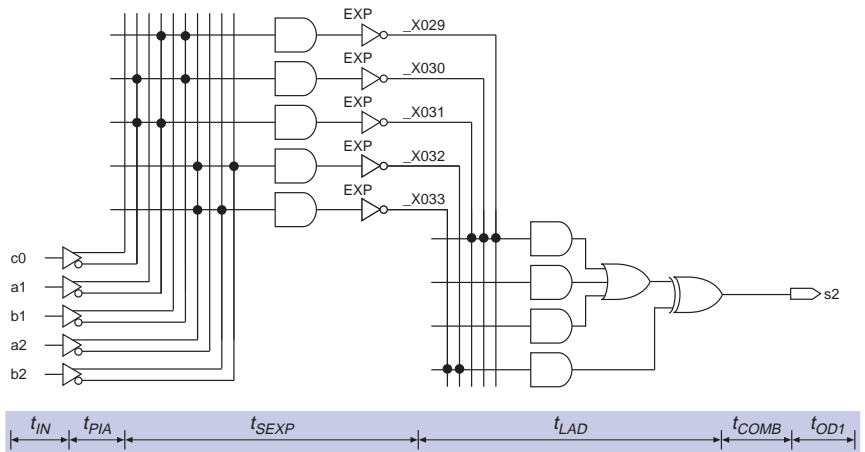 EXP
_X029
EXP
_X030
EXP
_X031
EXP
_X032
EXP
_X033
c0
a1
b1
a2
b2
s2
tIN tPIA tSEXP tLAD tCOMB tOD1